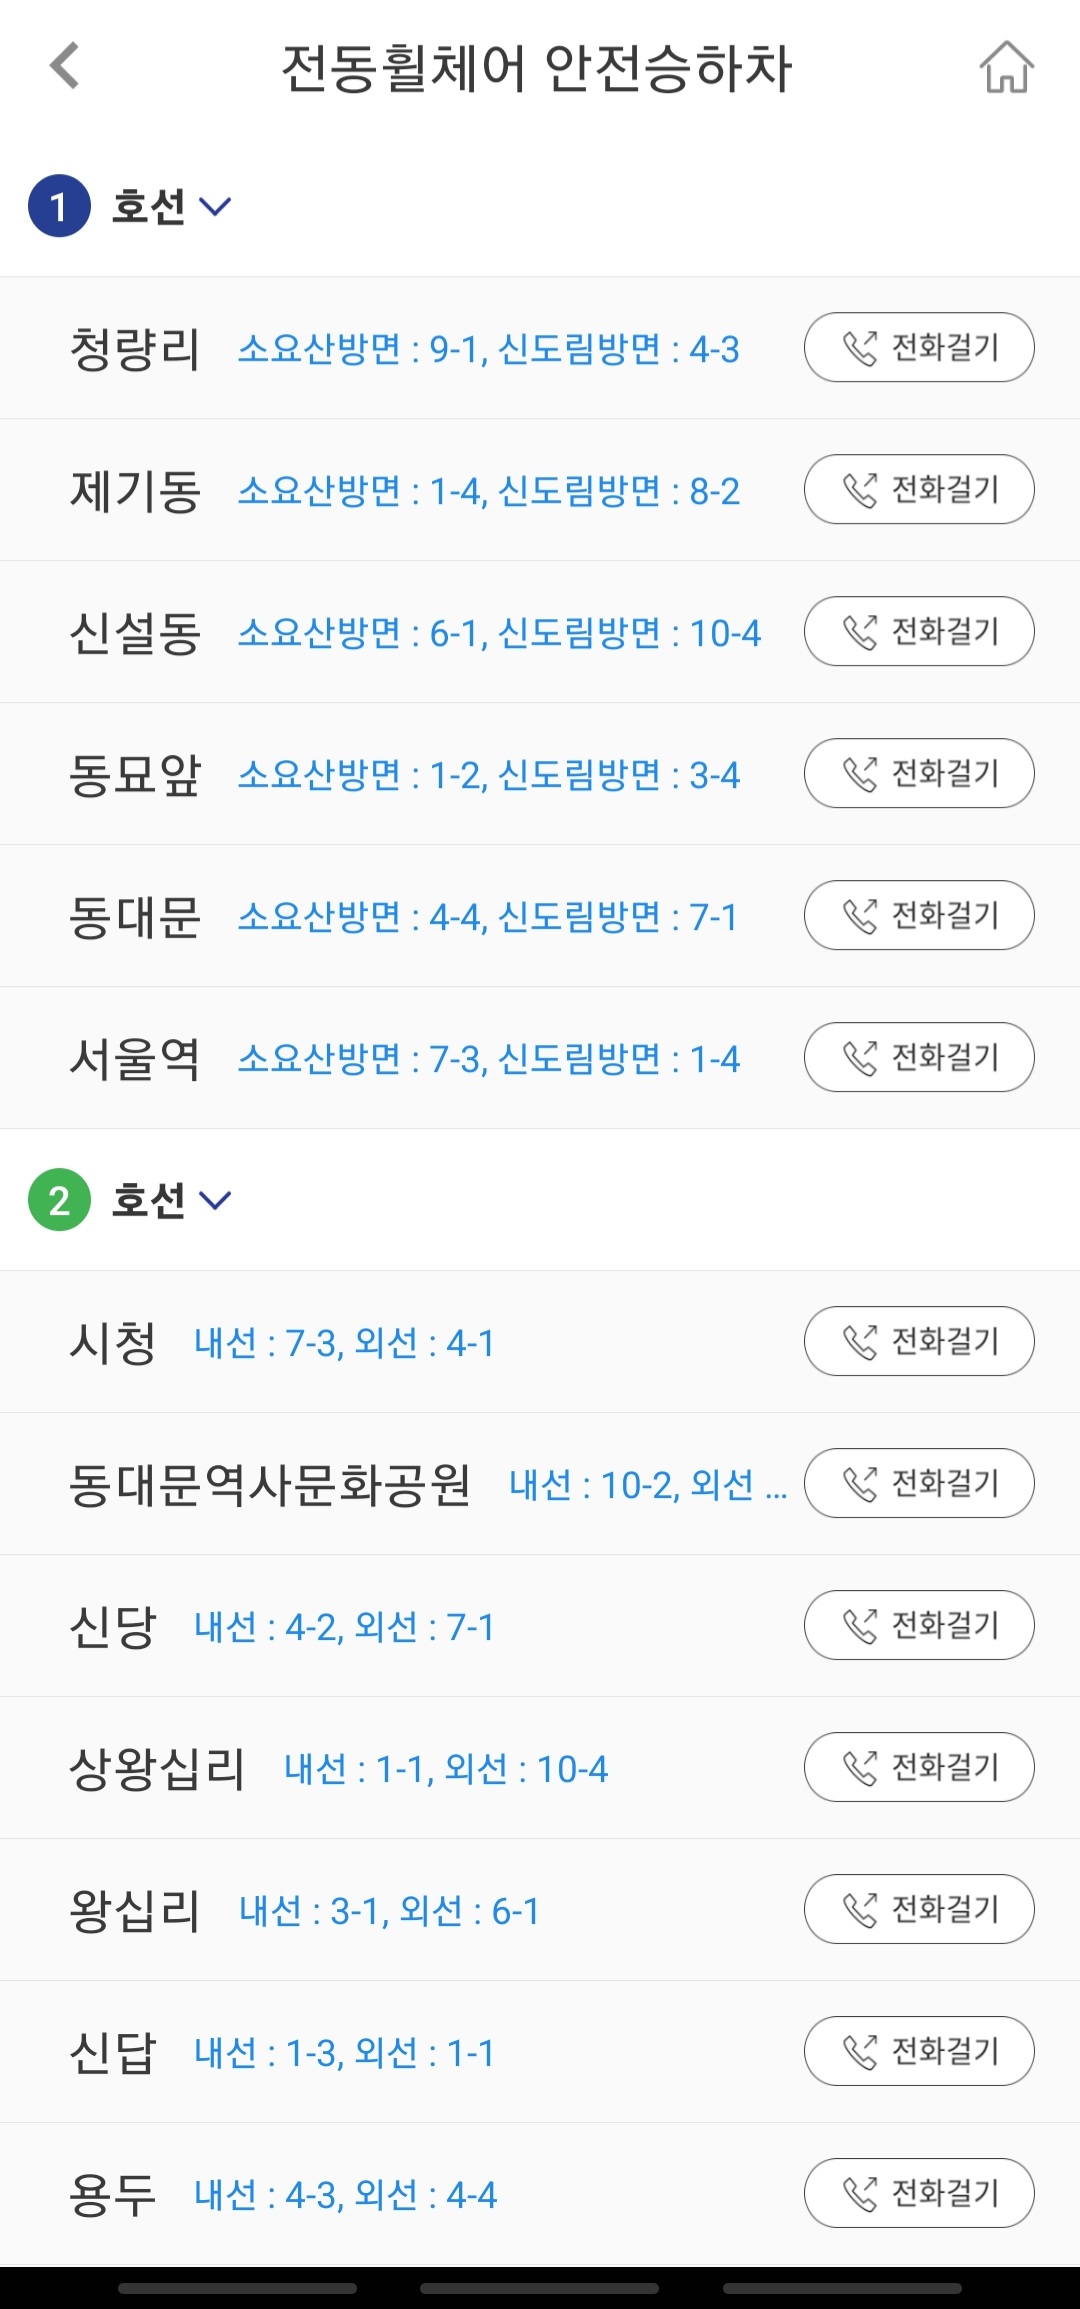 전동휠체어 안전승하차
1 호선
청량리 소요산방면 : 9-1, 신도림방면 : 4-3 전화걸기
제기동 소요산방면 : 1-4, 신도림방면 : 8-2 전화걸기
신설동 소요산방면 : 6-1, 신도림방면 : 10-4 전화걸기
동묘앞 소요산방면 : 1-2, 신도림방면 : 3-4 전화걸기
동대문 소요산방면 : 4-4, 신도림방면 : 7-1 전화걸기
서울역 소요산방면 : 7-3, 신도림방면 : 1-4 전화걸기
2 호선
시청 내선 : 7-3, 외선 : 4-1 전화걸기
동대문역사문화공원 내선 : 10-2, 외선 ... 전화걸기
신당 내선 : 4-2, 외선 : 7-1 전화걸기
상왕십리 내선 : 1-1, 외선 : 10-4 전화걸기
왕십리 내선 : 3-1, 외선 : 6-1 전화걸기
신답 내선 : 1-3, 외선 : 1-1 전화걸기
용두 내선 : 4-3, 외선 : 4-4 전화걸기